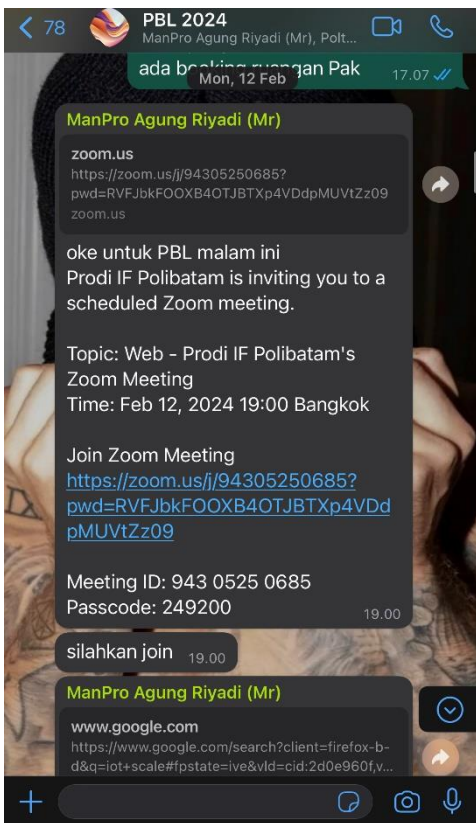 78
PBL 2024
ManPro Agung Riyadi (Mr), Polt...
ada booking ruangan Pak
17.07
Mon, 12 Feb
ManPro Agung Riyadi (Mr)
zoom.us
https://zoom.us/j/94305250685?
pwd=RVFJbkFOOXB4OTJBTXp4VDdpMUVtZz09
zoom.us
oke untuk PBL malam ini
Prodi IF Polibatam is inviting you to a
scheduled Zoom meeting.
Topic: Web - Prodi IF Polibatam's
Zoom Meeting
Time: Feb 12, 2024 19:00 Bangkok
Join Zoom Meeting
https://zoom.us/j/94305250685?
pwd=RVFJbkFOOXB4OTJBTXp4VDd
pMUVtZz09
Meeting ID: 943 0525 0685
Passcode: 249200
19.00
silahkan join
19.00
ManPro Agung Riyadi (Mr)
www.google.com
https://www.google.com/search?client=firefox-b-
d&q=iot+scale#fpstate=ive&vld=cid:2d0e960f,v...